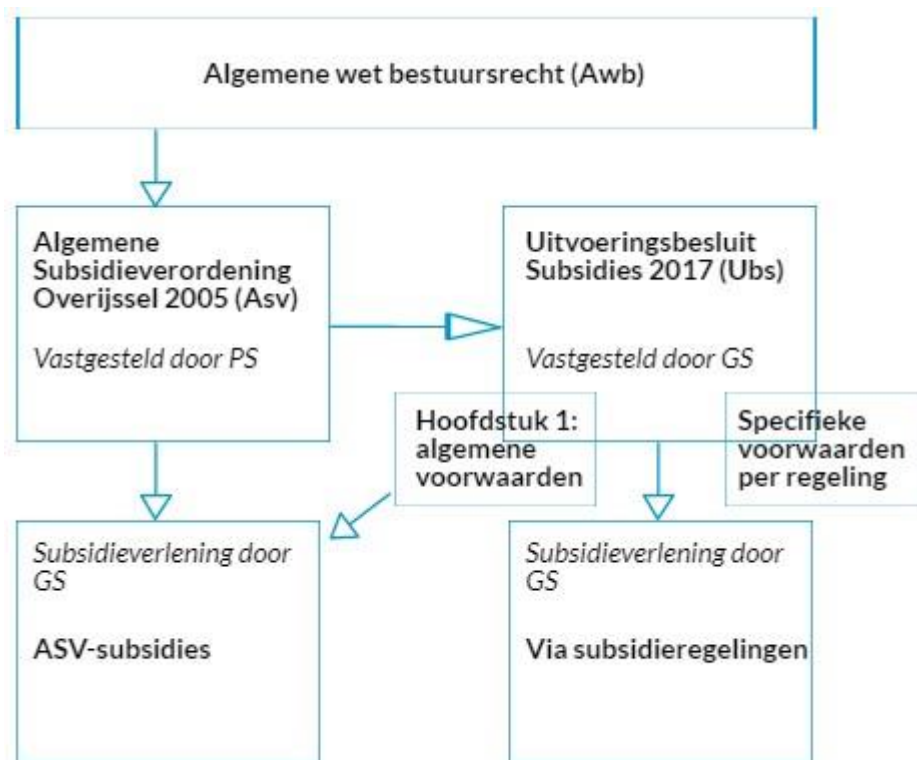 Algemene wet bestuursrecht (Awb)
Algemene
Subsidieverordening
Overijssel 2005 (Asv)
Vastgesteld door PS
Uitvoeringsbesluit
Subsidies 2017 (Ubs)
Vastgesteld door GS
Hoofdstuk 1:
algemene
voorwaarden
Specifieke
voorwaarden
per regeling
Subsidieverlening door
GS
ASV-subsidies
Subsidieverlening door
GS
Via subsidieregelingen